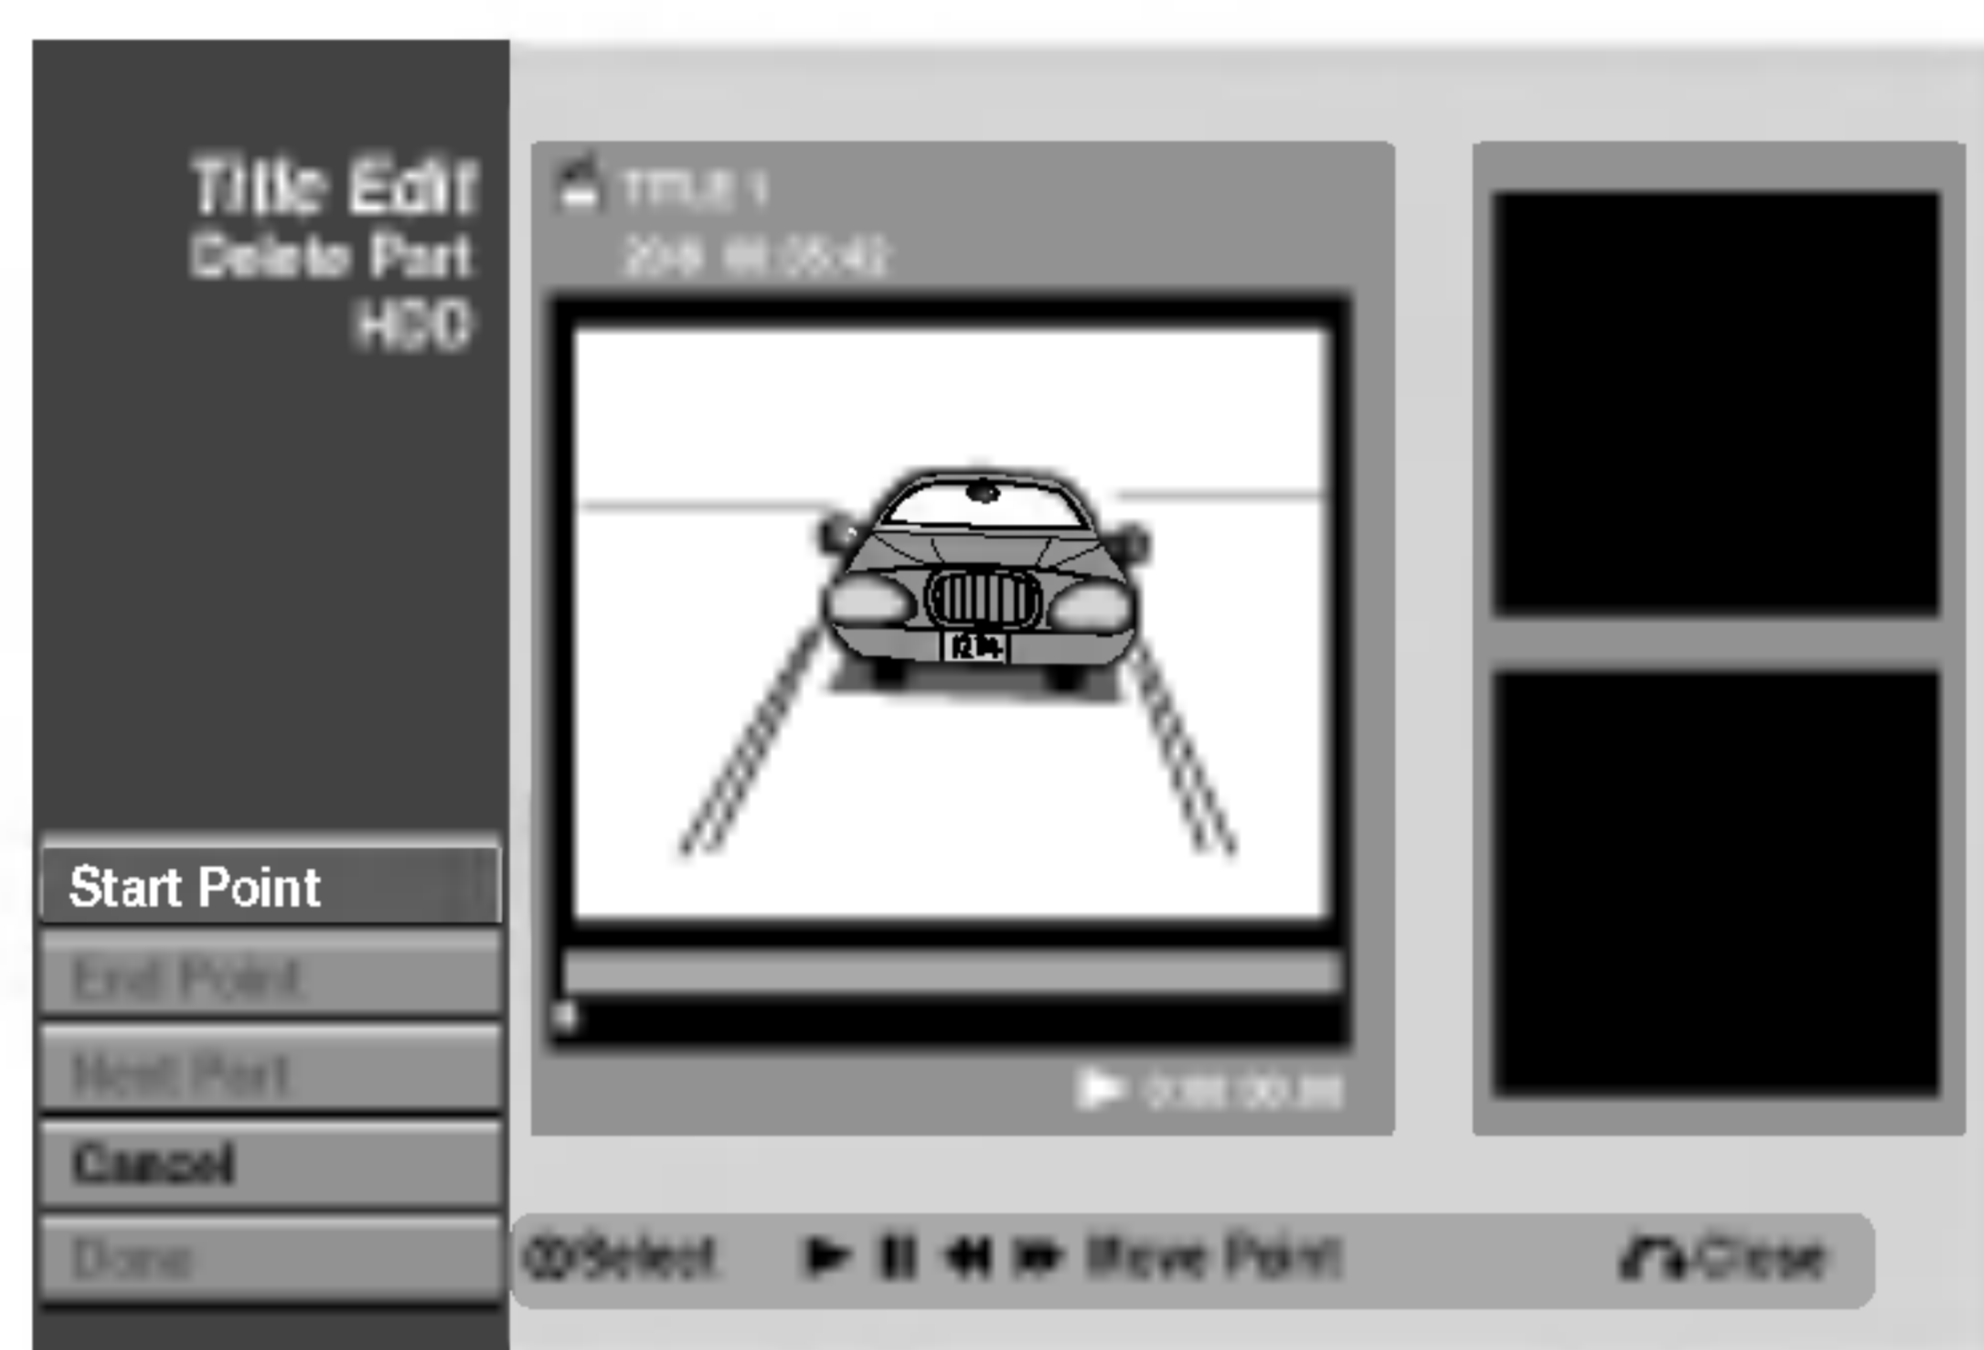 Title Edit
Delete Part
HDD
TITLE 1
Start Point
End Point
Next Part
Cancel
Done
Select
Move Point
Close